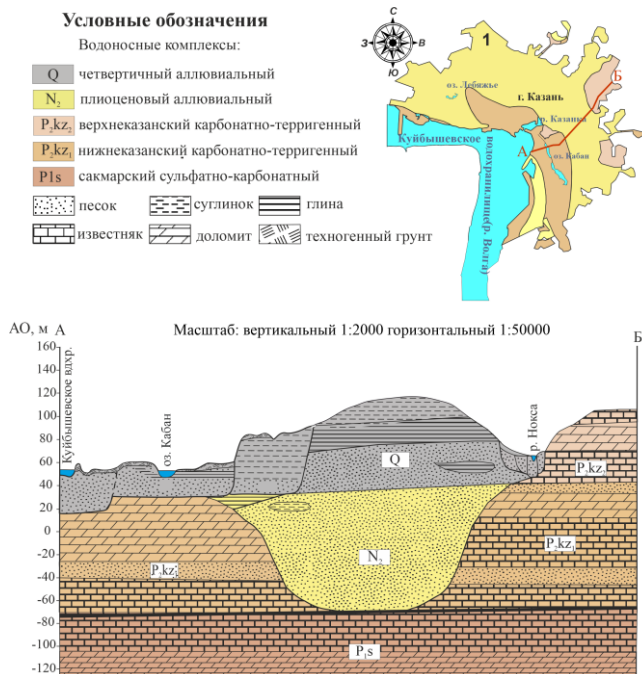 Условные обозначения
Водоносные комплексы:
Q четвертичный аллювиальный
N₂ плиоценовый аллювиальный
P₂kz₂ верхнеказанский карбонатно-терригенный
P₂kz₁ нижнеказанский карбонатно-терригенный
P1s сакмарский сульфатно-карбонатный
песок суглинок глина
известняк доломит техногенный грунт
С
З В
Ю
1
оз. Лебяжье
г. Казань
Б
р. Казанка
Куйбышевское
А
оз. Кабан
водохранилище(р. Волга)
АО, м А Масштаб: вертикальный 1:2000 горизонтальный 1:50000 Б
160
140
120
100
80
60
40
20
0
-20
-40
-60
-80
-100
-120
Куйбышевское вдхр.
оз. Кабан
р. Нокса
Q
P₂kz₂
N₂
P₂kz₁
P₂kz₁
P₁s